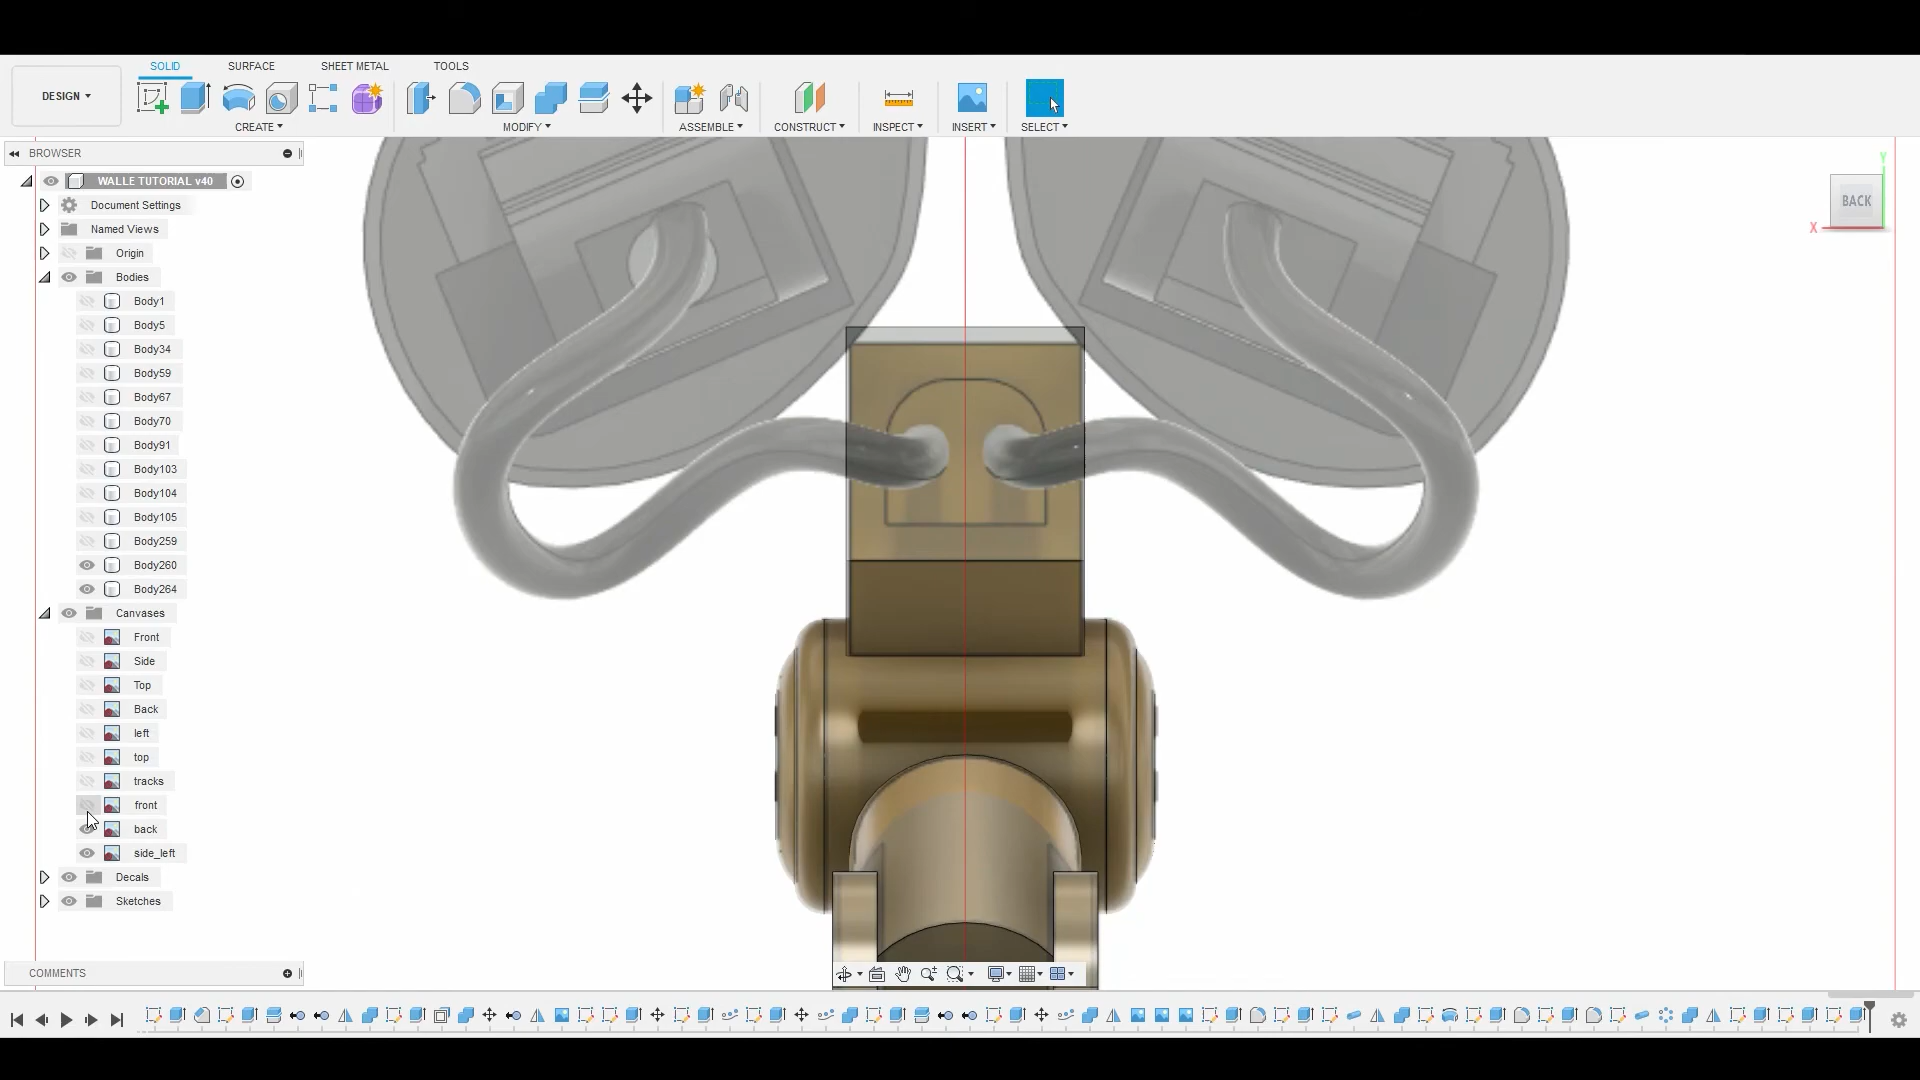 SOLID SURFACE SHEET METAL TOOLS
DESIGN
CREATE MODIFY ASSEMBLE CONSTRUCT INSPECT INSERT SELECT
BROWSER
WALLE TUTORIAL v40
Document Settings
Named Views
Origin
Bodies
Body1
Body5
Body34
Body59
Body67
Body70
Body91
Body103
Body104
Body105
Body259
Body260
Body264
Canvases
Front
Side
Top
Back
left
top
tracks
front
back
side_left
Decals
Sketches
COMMENTS
Y
BACK
X